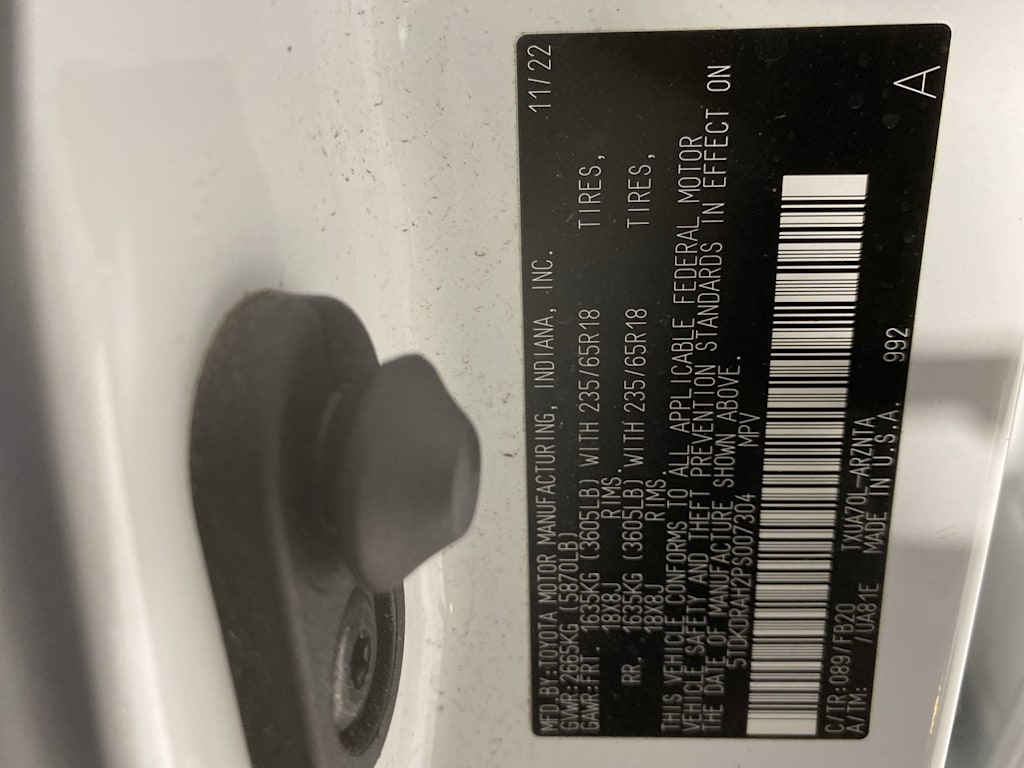 MFD.BY:TOYOTA MOTOR MANUFACTURING, INDIANA, INC. 11/22
GVWR:2665KG (5870LB)
GAWR:FRT. 1635KG (3605LB) WITH 235/65R18 TIRES,
18X8J RIMS,
RR. 1635KG (3605LB) WITH 235/65R18 TIRES,
18X8J RIMS.
THIS VEHICLE CONFORMS TO ALL APPLICABLE FEDERAL MOTOR
VEHICLE SAFETY AND THEFT PREVENTION STANDARDS IN EFFECT ON
THE DATE OF MANUFACTURE SHOWN ABOVE.
5TDKDRAH2PS007304 MPV
C/TR:089/FB20 TXUA70L-ARZNTA A
A/TM: /UA81E MADE IN U.S.A. 992